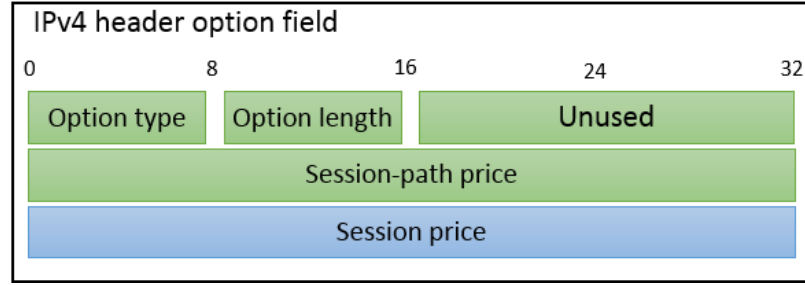 IPv4 header option field
0 8 16 24 32
Option type Option length Unused
Session-path price
Session price